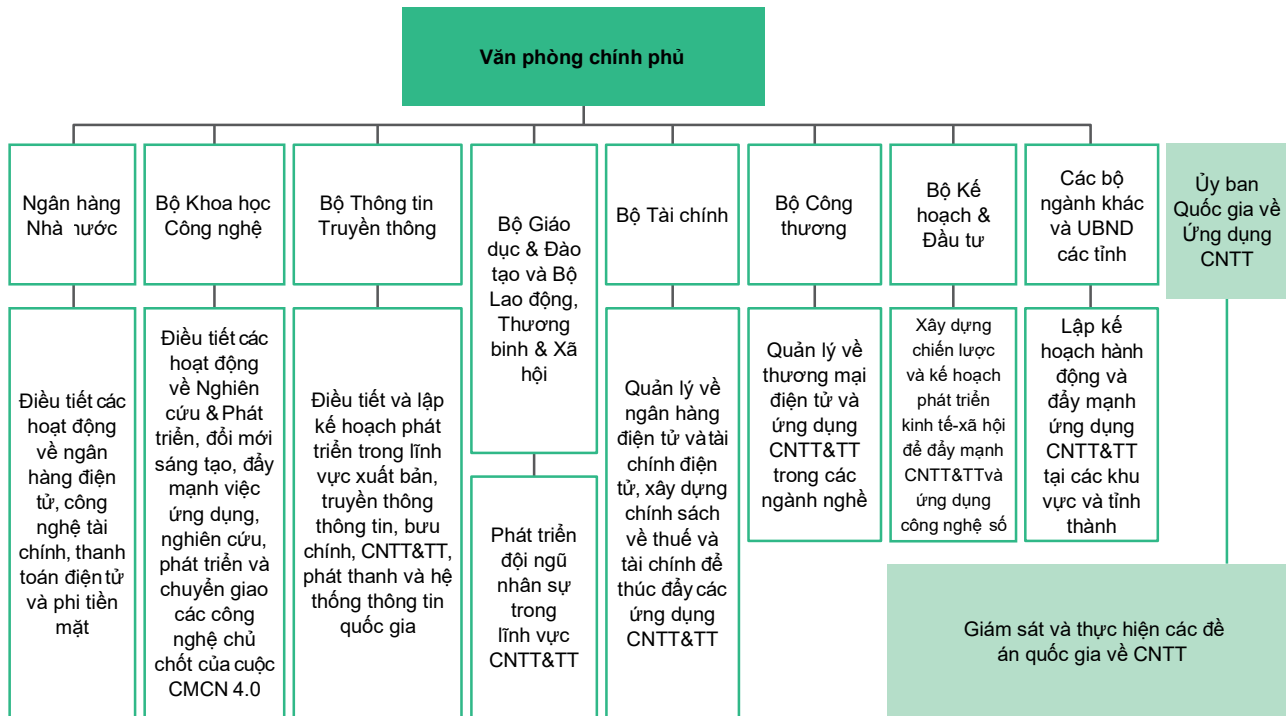 Văn phòng chính phủ
Ngân hàng
Nhà nước
Bộ Khoa học
Công nghệ
Bộ Thông tin
Truyền thông
Bộ Giáo
dục & Đào
tạo và Bộ
Lao động,
Thương
binh & Xã
hội
Bộ Tài chính
Bộ Công
thương
Bộ Kế
hoạch &
Đầu tư
Các bộ
ngành khác
và UBND
các tỉnh
Ủy ban
Quốc gia về
Ứng dụng
CNTT
Điều tiết các
hoạt động
về ngân
hàng điện
tử, công
nghệ tài
chính, thanh
toán điện tử
và phi tiền
mặt
Điều tiết các
hoạt động
về Nghiên
cứu & Phát
triển, đổi mới
sáng tạo, đẩy
mạnh việc
ứng dụng,
nghiên cứu,
phát triển và
chuyển giao
các công
nghệ chủ
chốt của cuộc
CMCN 4.0
Điều tiết và lập
kế hoạch phát
triển trong lĩnh
vực xuất bản,
truyền thông
thông tin, bưu
chính, CNTT&TT,
phát thanh và hệ
thống thông tin
quốc gia
Phát triển
đội ngũ
nhân sự
trong
lĩnh vực
CNTT&TT
Quản lý về
ngân hàng
điện tử và tài
chính điện
tử, xây dựng
chính sách
về thuế và
tài chính để
thúc đẩy các
ứng dụng
CNTT&TT
Quản lý về
thương mại
điện tử và
ứng dụng
CNTT&TT
trong các
ngành nghề
Xây dựng
chiến lược
và kế hoạch
phát triển
kinh tế-xã hội
để đẩy mạnh
CNTT&TT và
ứng dụng
công nghệ số
Lập kế
hoạch hành
động và
đẩy mạnh
ứng dụng
CNTT&TT
tại các khu
vực và tỉnh
thành
Giám sát và thực hiện các đề
án quốc gia về CNTT